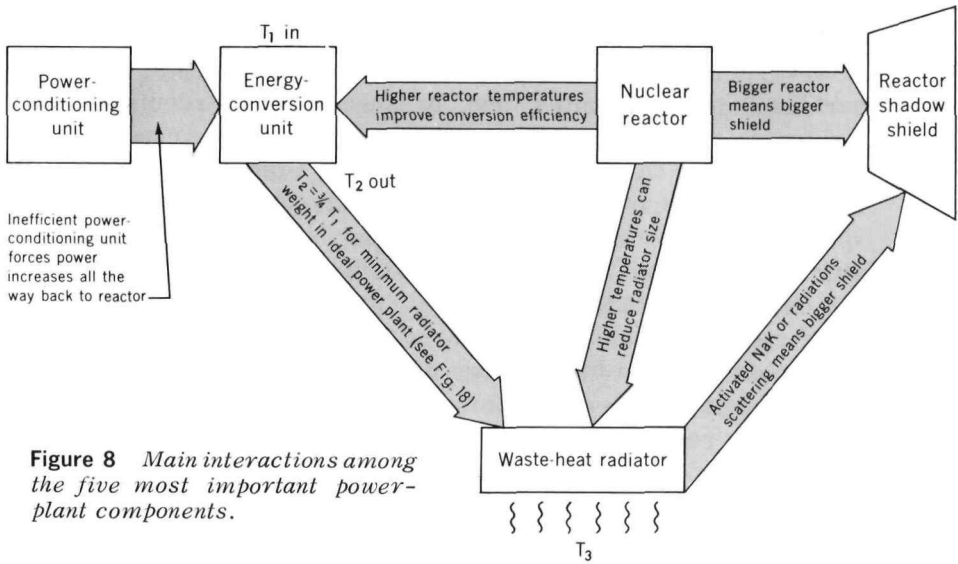 T1 in
Power-
conditioning
unit
Energy-
conversion
unit
Higher reactor temperatures
improve conversion efficiency
Nuclear
reactor
Bigger reactor
means bigger
shield
Reactor
shadow
shield
T2 out
Inefficient power-
conditioning unit
forces power
increases all the
way back to reactor
T2 = ¾ T1 for minimum radiator
weight in ideal power plant (see Fig. 18)
Higher temperatures can
reduce radiator size
Activated NaK or radiations
scattering means bigger shield
Waste-heat radiator
T3
Figure 8 Main interactions among
the five most important power-
plant components.